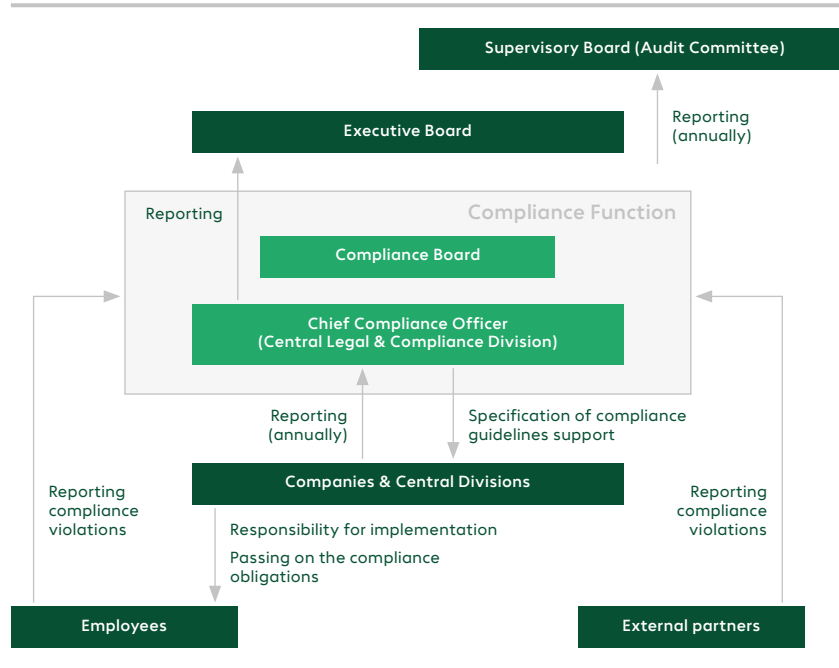 Supervisory Board (Audit Committee)
Executive Board
Reporting
(annually)
Reporting
Compliance Function
Compliance Board
Chief Compliance Officer
(Central Legal & Compliance Division)
Reporting
(annually)
Specification of compliance
guidelines support
Companies & Central Divisions
Reporting
compliance
violations
Responsibility for implementation
Passing on the compliance
obligations
Reporting
compliance
violations
Employees
External partners